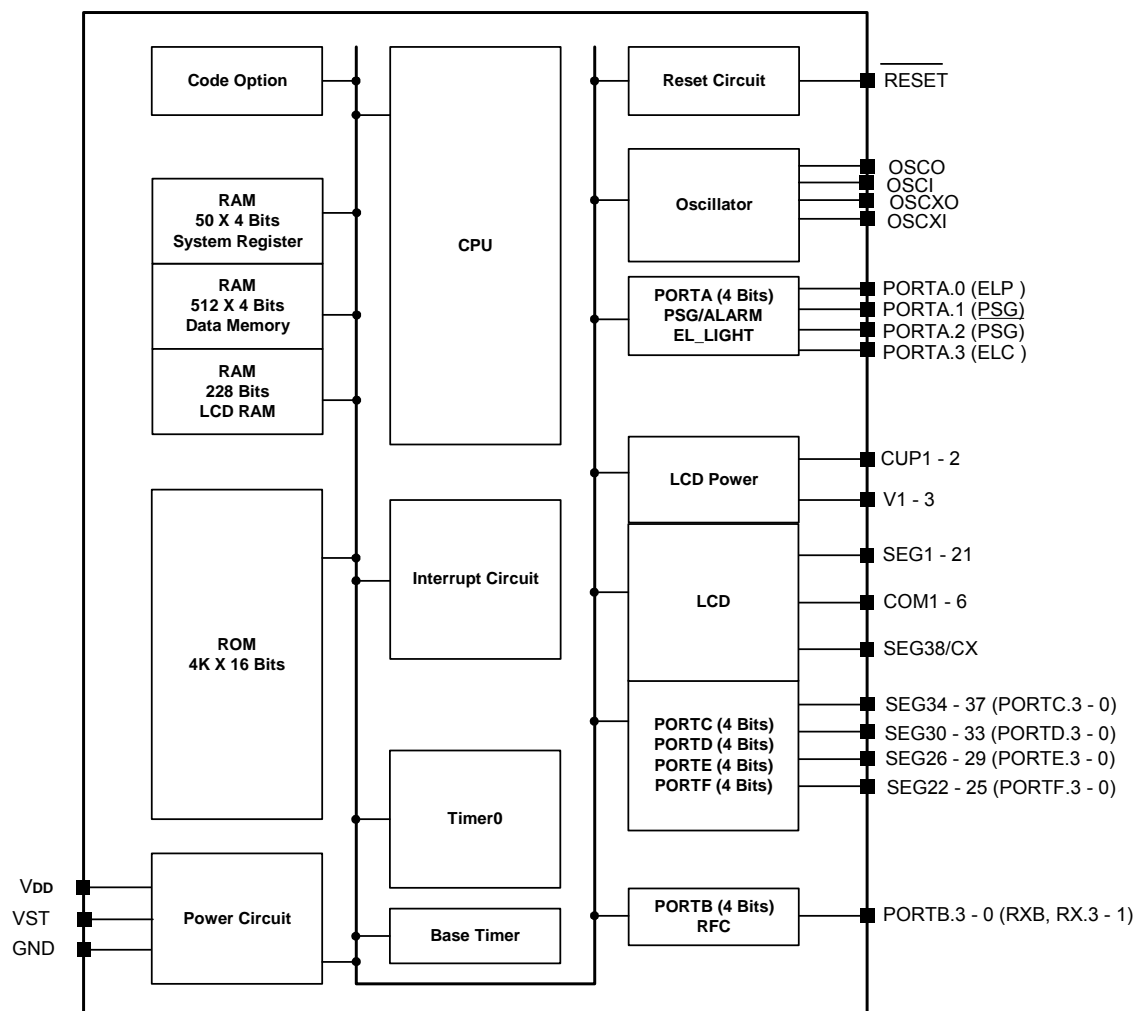 Code Option
RAM
50 X 4 Bits
System Register
RAM
512 X 4 Bits
Data Memory
RAM
228 Bits
LCD RAM
ROM
4K X 16 Bits
VDD
VST
GND
Power Circuit
CPU
Interrupt Circuit
Timer0
Base Timer
Reset Circuit
RESET
Oscillator
OSCO
OSCI
OSCXO
OSCXI
PORTA (4 Bits)
PSG/ALARM
EL_LIGHT
PORTA.0 (ELP )
PORTA.1 (PSG)
PORTA.2 (PSG)
PORTA.3 (ELC )
LCD Power
CUP1 - 2
V1 - 3
LCD
SEG1 - 21
COM1 - 6
SEG38/CX
PORTC (4 Bits)
PORTD (4 Bits)
PORTE (4 Bits)
PORTF (4 Bits)
SEG34 - 37 (PORTC.3 - 0)
SEG30 - 33 (PORTD.3 - 0)
SEG26 - 29 (PORTE.3 - 0)
SEG22 - 25 (PORTF.3 - 0)
PORTB (4 Bits)
RFC
PORTB.3 - 0 (RXB, RX.3 - 1)